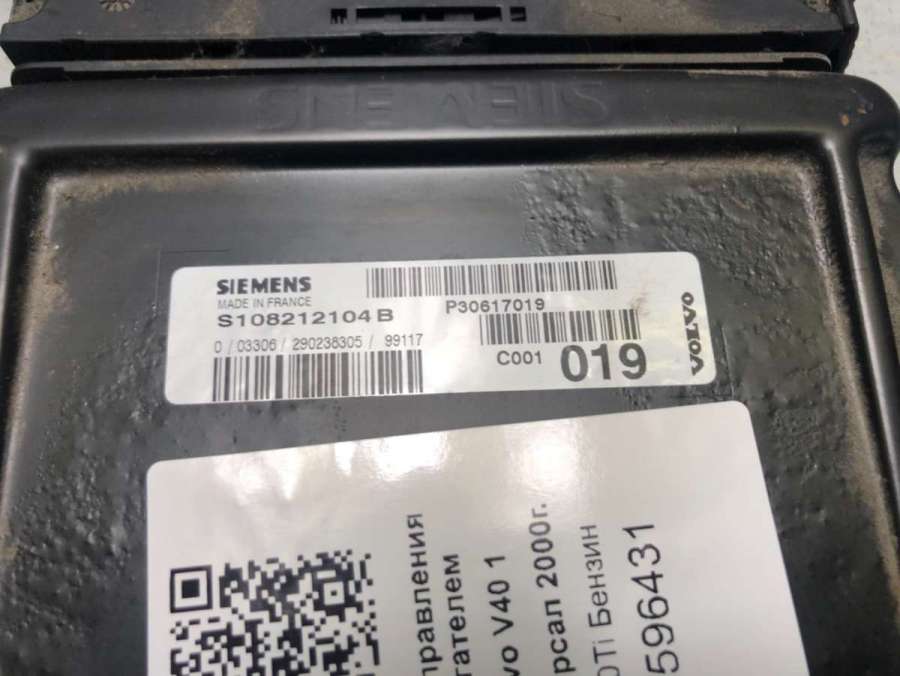 SIEMENS
SIEMENS
MADE IN FRANCE
S108212104 B
0 / 03306 / 290238305 / 99117
P30617019
C001
019
VOLVO
правления
гателем
vo V40 1
рсал 2000г.
0Ti Бензин
596431